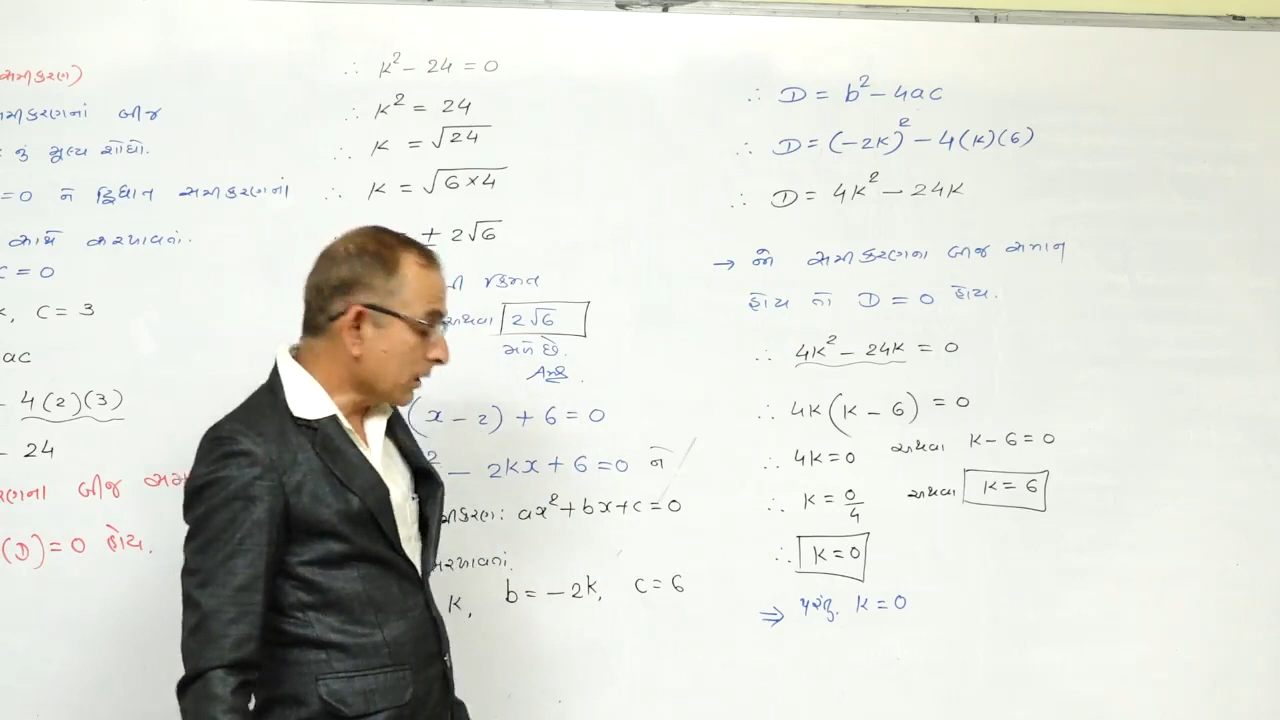 સમીકરણ)
સમીકરણનાં બીજ
નું મૂલ્ય શોધો.
=0 ને દ્વિઘાત સમીકરણનાં
સાથે સરખાવતાં.
c = 0
, c = 3
ac
- 4(2)(3)
- 24
બીજ
(D) = 0 હોય.
∴ k² - 24 = 0
∴ k² = 24
∴ k = √24
∴ k = √6×4
± 2√6
ની કિંમત
અથવા 2√6
મળે છે.
Ans.
(x - 2) + 6 = 0
² - 2kx + 6 = 0 ને
ax² + bx + c = 0
સરખાવતાં.
k, b = -2k, c = 6
∴ D = b² - 4ac
∴ D = (-2k)² - 4(k)(6)
∴ D = 4k² - 24k
→ જો સમીકરણના બીજ સમાન
હોય તો D = 0 હોય.
∴ 4k² - 24k = 0
∴ 4k(k - 6) = 0
∴ 4k = 0 અથવા k - 6 = 0
∴ k = 0/4 અથવા k = 6
∴ k = 0
⇒ પરંતુ, k = 0